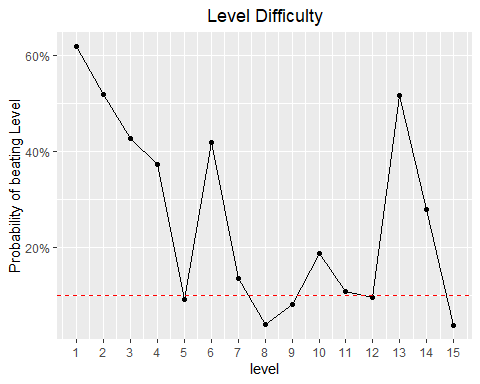 Level Difficulty
Probability of beating Level
60%
40%
20%
1 2 3 4 5 6 7 8 9 10 11 12 13 14 15
level